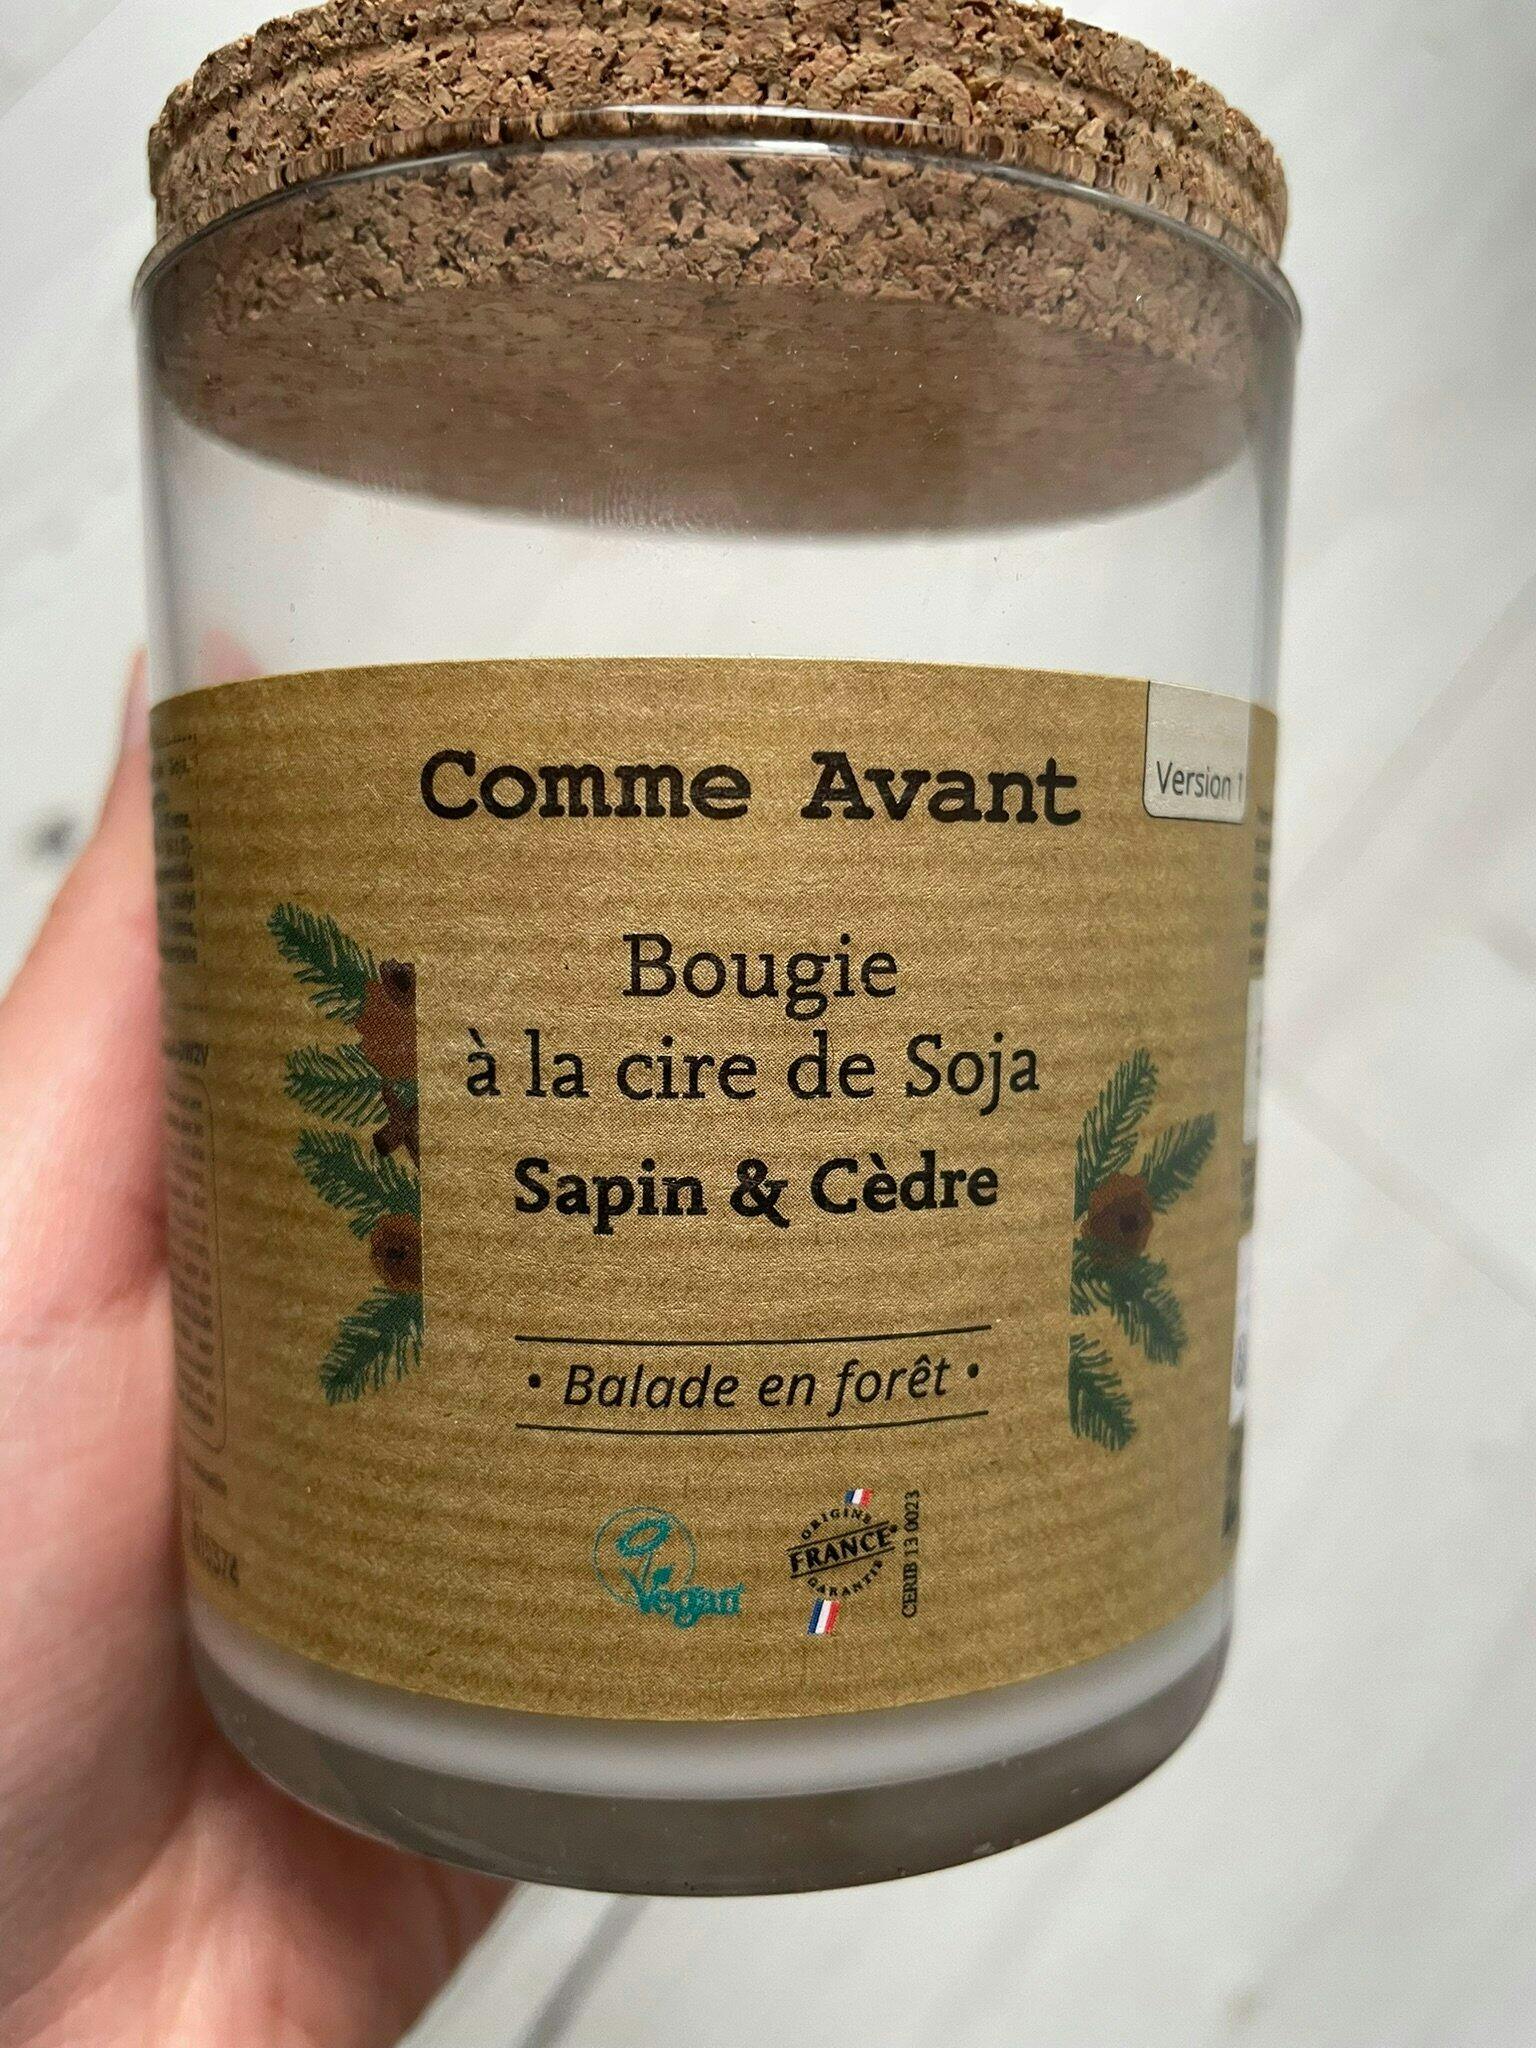 Comme Avant
Version 1
Bougie
à la cire de Soja
Sapin & Cèdre
• Balade en forêt •
Vegan
ORIGINE
FRANCE
GARANTIE
CERIB 13 0023